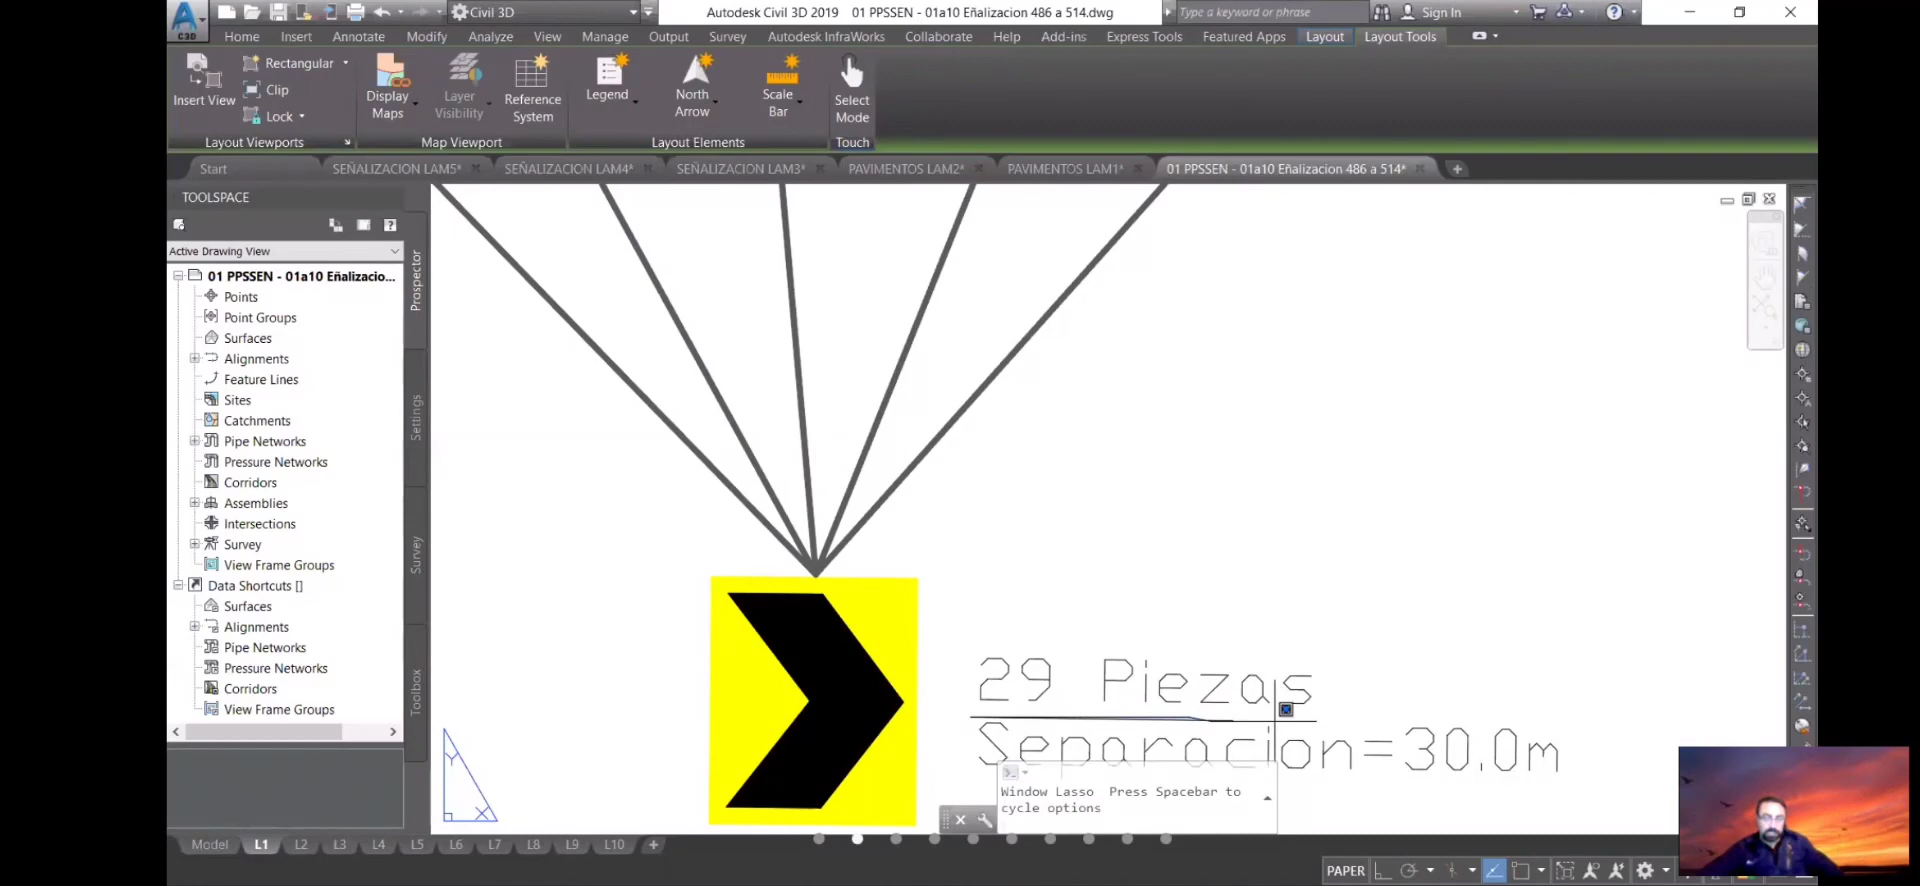 C3D
Civil 3D
Autodesk Civil 3D 2019 01 PPSSEN - 01a10 Eñalizacion 486 a 514.dwg
Type a keyword or phrase
Sign In
Home Insert Annotate Modify Analyze View Manage Output Survey Autodesk InfraWorks Collaborate Help Add-ins Express Tools Featured Apps Layout Layout Tools
Insert View
Rectangular
Clip
Lock
Display Maps
Layer Visibility
Reference System
Legend
North Arrow
Scale Bar
Select Mode
Layout Viewports
Map Viewport
Layout Elements
Touch
Start SEÑALIZACION LAM5* SEÑALIZACION LAM4* SEÑALIZACION LAM3* PAVIMENTOS LAM2* PAVIMENTOS LAM1* 01 PPSSEN - 01a10 Eñalizacion 486 a 514*
TOOLSPACE
Active Drawing View
01 PPSSEN - 01a10 Eñalizacio...
Points
Point Groups
Surfaces
Alignments
Feature Lines
Sites
Catchments
Pipe Networks
Pressure Networks
Corridors
Assemblies
Intersections
Survey
View Frame Groups
Data Shortcuts []
Surfaces
Alignments
Pipe Networks
Pressure Networks
Corridors
View Frame Groups
Prospector
Settings
Survey
Toolbox
29 Piezas
Separacion=30.0m
Y
X
Window Lasso Press Spacebar to
cycle options
Model L1 L2 L3 L4 L5 L6 L7 L8 L9 L10
PAPER